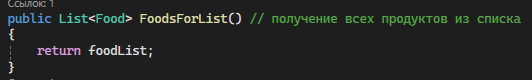 Ссылок: 1
public List<Food> FoodsForList() // получение всех продуктов из списка
{
return foodList;
}